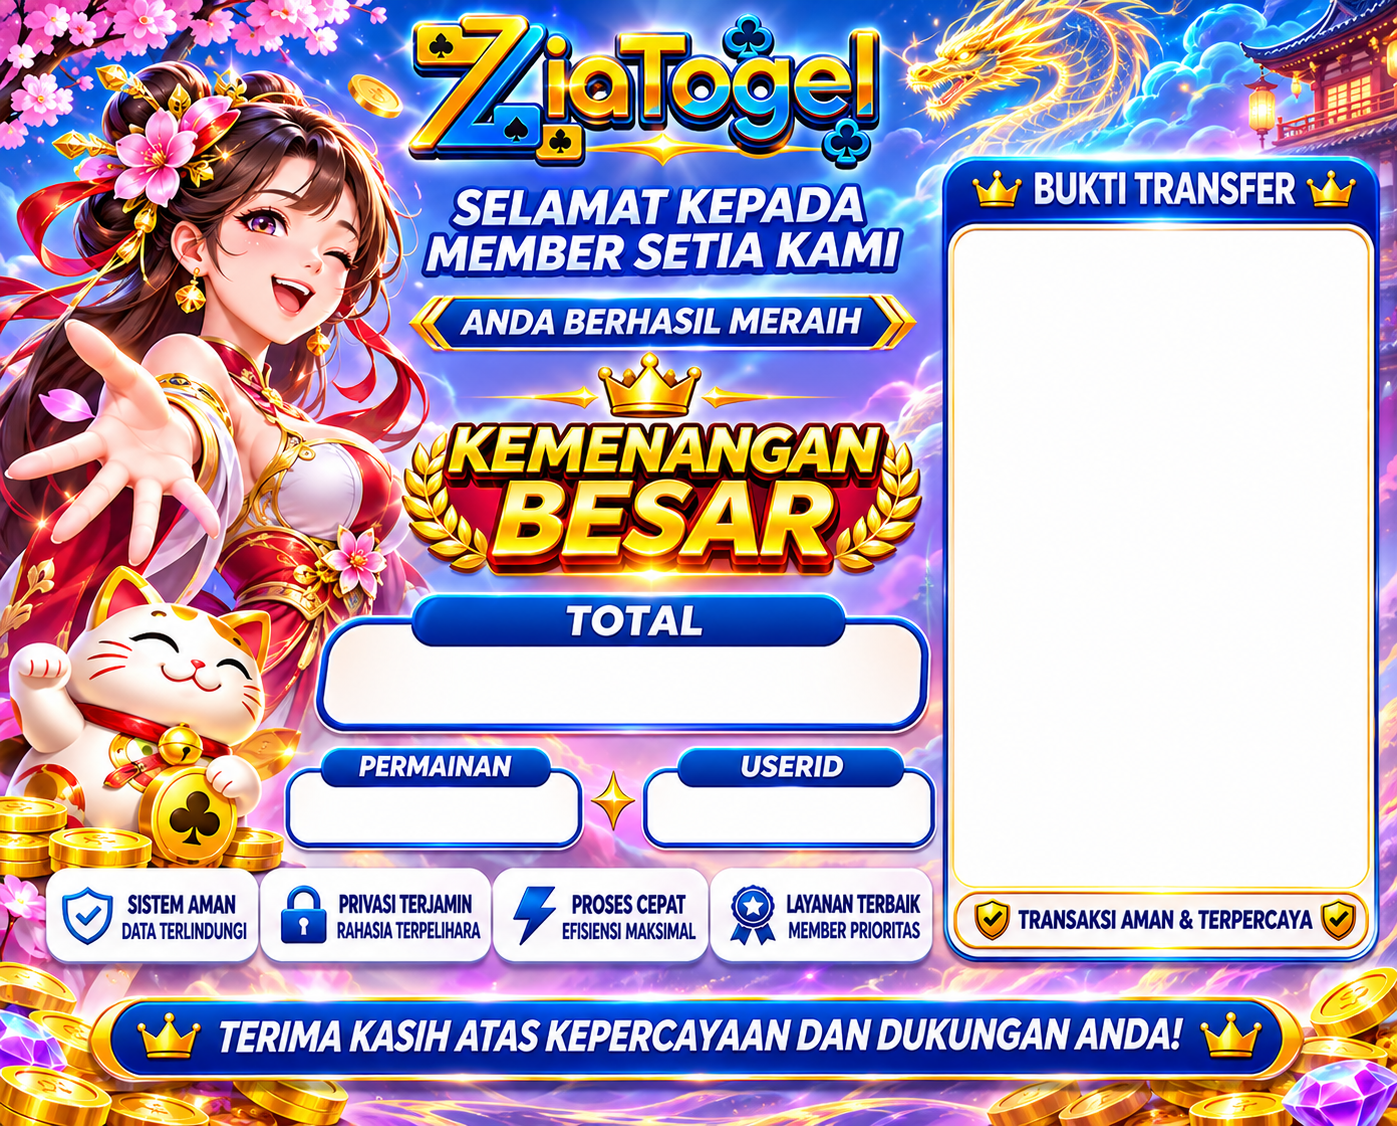 ZiaTogel
SELAMAT KEPADA
MEMBER SETIA KAMI
ANDA BERHASIL MERAIH
KEMENANGAN
BESAR
TOTAL
PERMAINAN
USERID
BUKTI TRANSFER
TRANSAKSI AMAN & TERPERCAYA
SISTEM AMAN
DATA TERLINDUNGI
PRIVASI TERJAMIN
RAHASIA TERPELIHARA
PROSES CEPAT
EFISIENSI MAKSIMAL
LAYANAN TERBAIK
MEMBER PRIORITAS
TERIMA KASIH ATAS KEPERCAYAAN DAN DUKUNGAN ANDA!